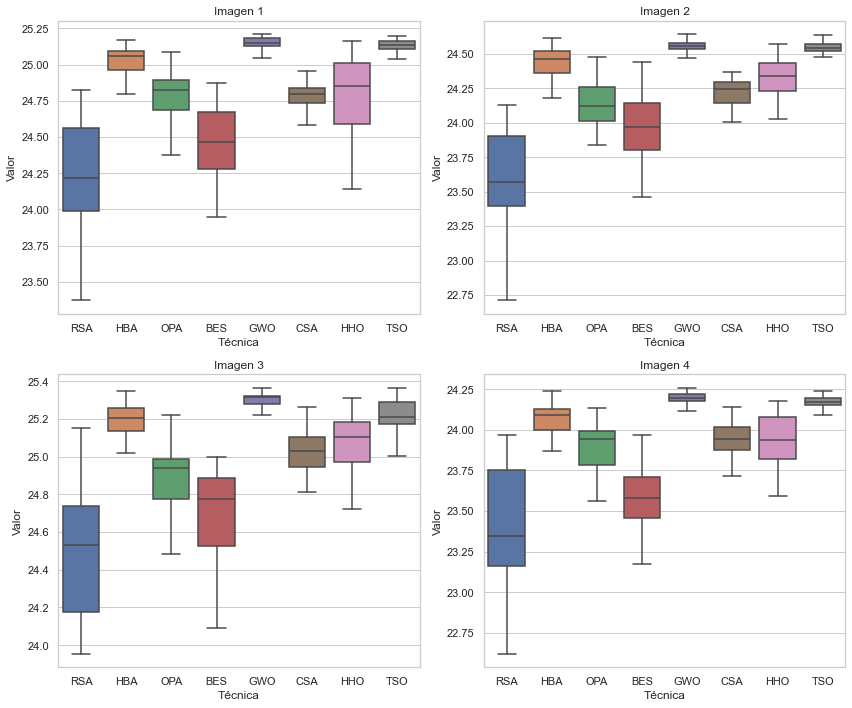 Imagen 1
Valor
25.25
25.00
24.75
24.50
24.25
24.00
23.75
23.50
RSA HBA OPA BES GWO CSA HHO TSO
Técnica
Imagen 2
Valor
24.50
24.25
24.00
23.75
23.50
23.25
23.00
22.75
RSA HBA OPA BES GWO CSA HHO TSO
Técnica
Imagen 3
Valor
25.4
25.2
25.0
24.8
24.6
24.4
24.2
24.0
RSA HBA OPA BES GWO CSA HHO TSO
Técnica
Imagen 4
Valor
24.25
24.00
23.75
23.50
23.25
23.00
22.75
RSA HBA OPA BES GWO CSA HHO TSO
Técnica